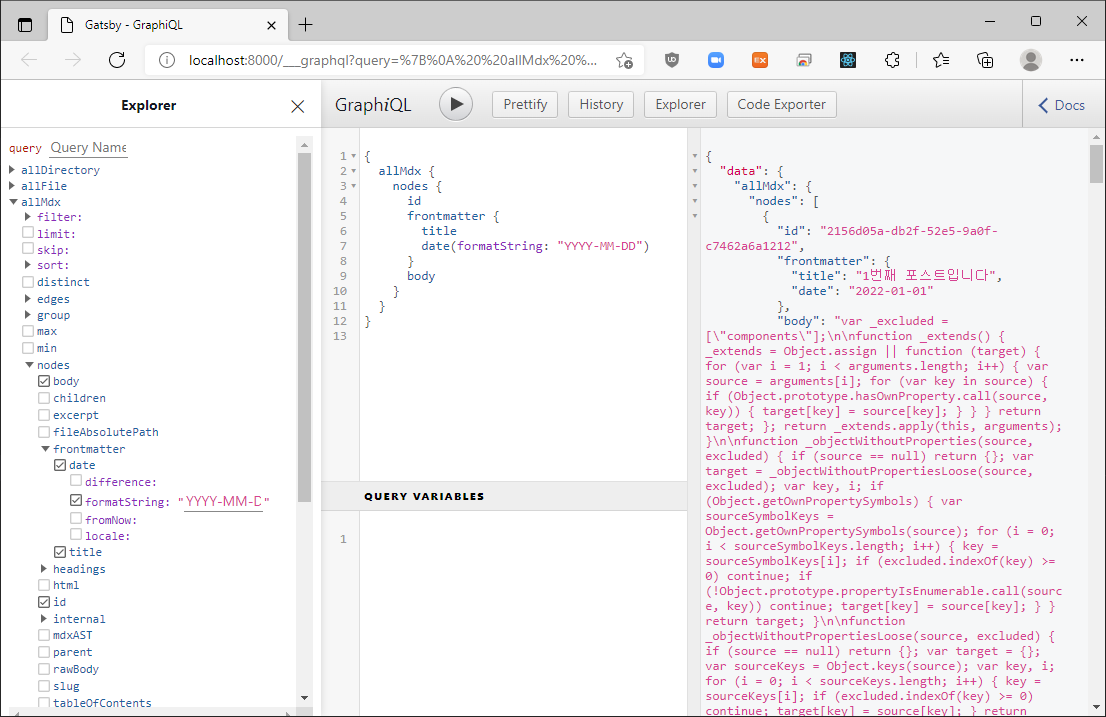 Gatsby - GraphiQL
localhost:8000/___graphql?query=%7B%0A%20%20allMdx%20%...
Explorer
query Query Name
allDirectory
allFile
allMdx
filter:
limit:
skip:
sort:
distinct
edges
group
max
min
nodes
body
children
excerpt
fileAbsolutePath
frontmatter
date
difference:
formatString: "YYYY-MM-D"
fromNow:
locale:
title
headings
html
id
internal
mdxAST
parent
rawBody
slug
tableOfContents
GraphiQL
Prettify
History
Explorer
Code Exporter
Docs
1 {
2 allMdx {
3 nodes {
4 id
5 frontmatter {
6 title
7 date(formatString: "YYYY-MM-DD")
8 }
9 body
10 }
11 }
12 }
13
QUERY VARIABLES
1
{
"data": {
"allMdx": {
"nodes": [
{
"id": "2156d05a-db2f-52e5-9a0f-
c7462a6a1212",
"frontmatter": {
"title": "1번째 포스트입니다",
"date": "2022-01-01"
},
"body": "var _excluded =
[\"components\"];\n\nfunction _extends() {
_extends = Object.assign || function (target) {
for (var i = 1; i < arguments.length; i++) { var
source = arguments[i]; for (var key in source) {
if (Object.prototype.hasOwnProperty.call(source,
key)) { target[key] = source[key]; } } } return
target; }; return _extends.apply(this, arguments);
}\n\nfunction _objectWithoutProperties(source,
excluded) { if (source == null) return {}; var
target = _objectWithoutPropertiesLoose(source,
excluded); var key, i; if
(Object.getOwnPropertySymbols) { var
sourceSymbolKeys =
Object.getOwnPropertySymbols(source); for (i = 0;
i < sourceSymbolKeys.length; i++) { key =
sourceSymbolKeys[i]; if (excluded.indexOf(key) >=
0) continue; if
(!Object.prototype.propertyIsEnumerable.call(sourc
e, key)) continue; target[key] = source[key]; } }
return target; }\n\nfunction
_objectWithoutPropertiesLoose(source, excluded) {
if (source == null) return {}; var target = {};
var sourceKeys = Object.keys(source); var key, i;
for (i = 0; i < sourceKeys.length; i++) { key =
sourceKeys[i]; if (excluded.indexOf(key) >= 0)
continue; target[key] = source[key]; } return